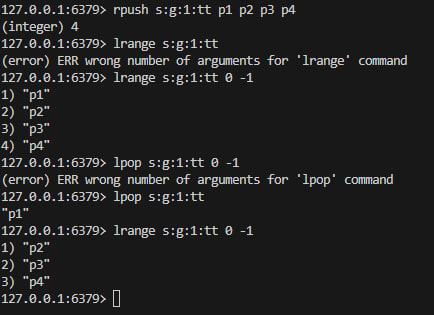 127.0.0.1:6379> rpush s:g:1:tt p1 p2 p3 p4
(integer) 4
127.0.0.1:6379> lrange s:g:1:tt
(error) ERR wrong number of arguments for 'lrange' command
127.0.0.1:6379> lrange s:g:1:tt 0 -1
1) "p1"
2) "p2"
3) "p3"
4) "p4"
127.0.0.1:6379> lpop s:g:1:tt 0 -1
(error) ERR wrong number of arguments for 'lpop' command
127.0.0.1:6379> lpop s:g:1:tt
"p1"
127.0.0.1:6379> lrange s:g:1:tt 0 -1
1) "p2"
2) "p3"
3) "p4"
127.0.0.1:6379>